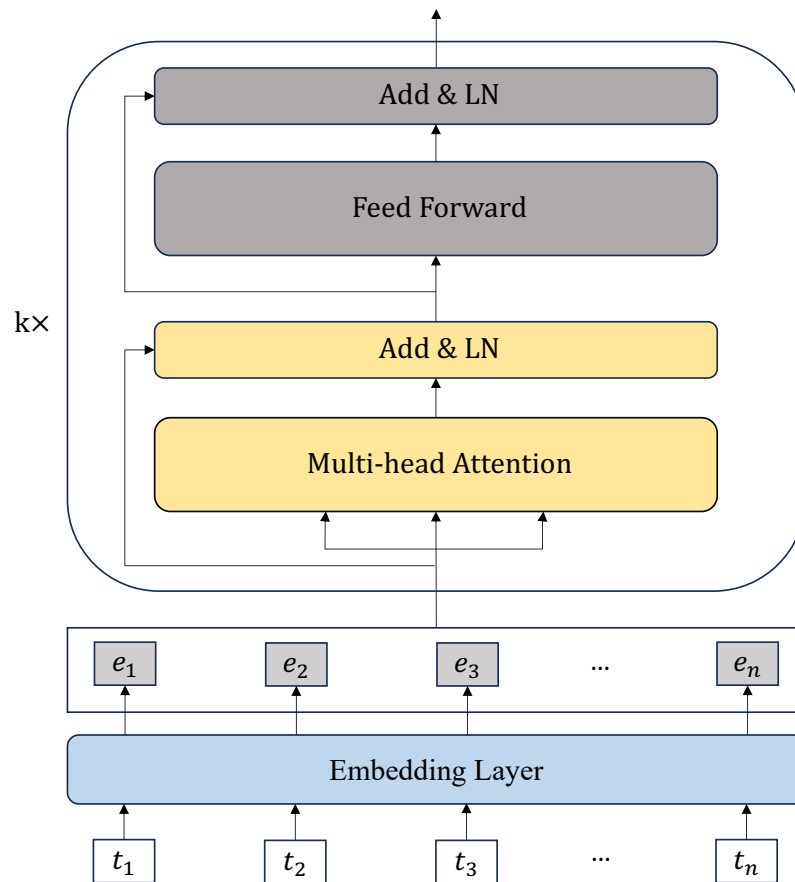 Add & LN
Feed Forward
k×
Add & LN
Multi-head Attention
e₁ e₂ e₃ ... eₙ
Embedding Layer
t₁ t₂ t₃ ... tₙ